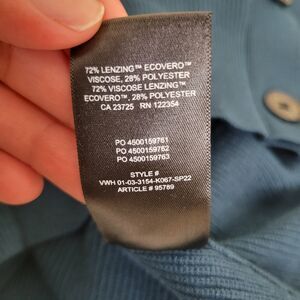 72% LENZING™ ECOVERO™
VISCOSE, 28% POLYESTER
72% VISCOSE LENZING™
ECOVERO™, 28% POLYESTER
CA 23725 RN 122354
PO 4500159761
PO 4500159762
PO 4500159763
STYLE #
VWH 01-03-3154-K067-SP22
ARTICLE # 95789